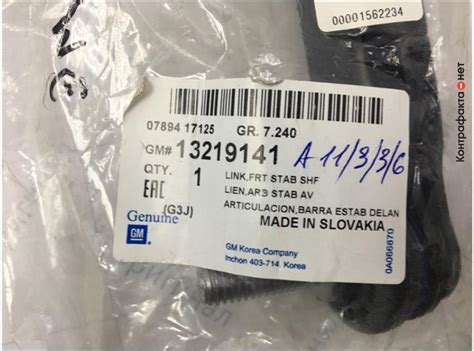 00001562234
Контрафакта•нет
07894 17125 GR. 7.240
GM# 13219141
A 11/3/3/6
QTY. 1
LINK,FRT STAB SHF
LIEN,ARB STAB AV
ARTICULACION,BARRA ESTAB DELAN
EAC
(G3J)
MADE IN SLOVAKIA
Genuine
GM
GM Korea Company
Inchon 403-714 Korea
0A066870